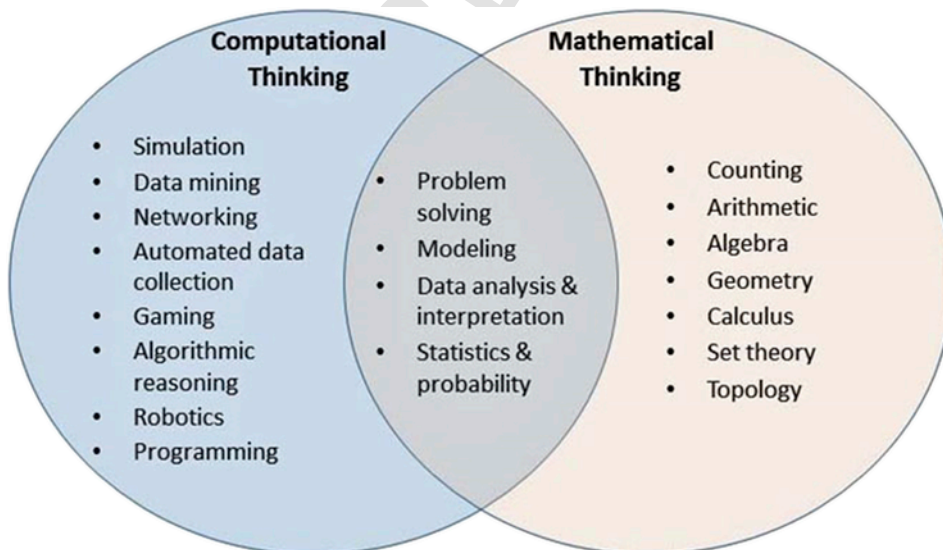 Computational
Thinking
• Simulation
• Data mining
• Networking
• Automated data
collection
• Gaming
• Algorithmic
reasoning
• Robotics
• Programming
• Problem
solving
• Modeling
• Data analysis &
interpretation
• Statistics &
probability
Mathematical
Thinking
• Counting
• Arithmetic
• Algebra
• Geometry
• Calculus
• Set theory
• Topology